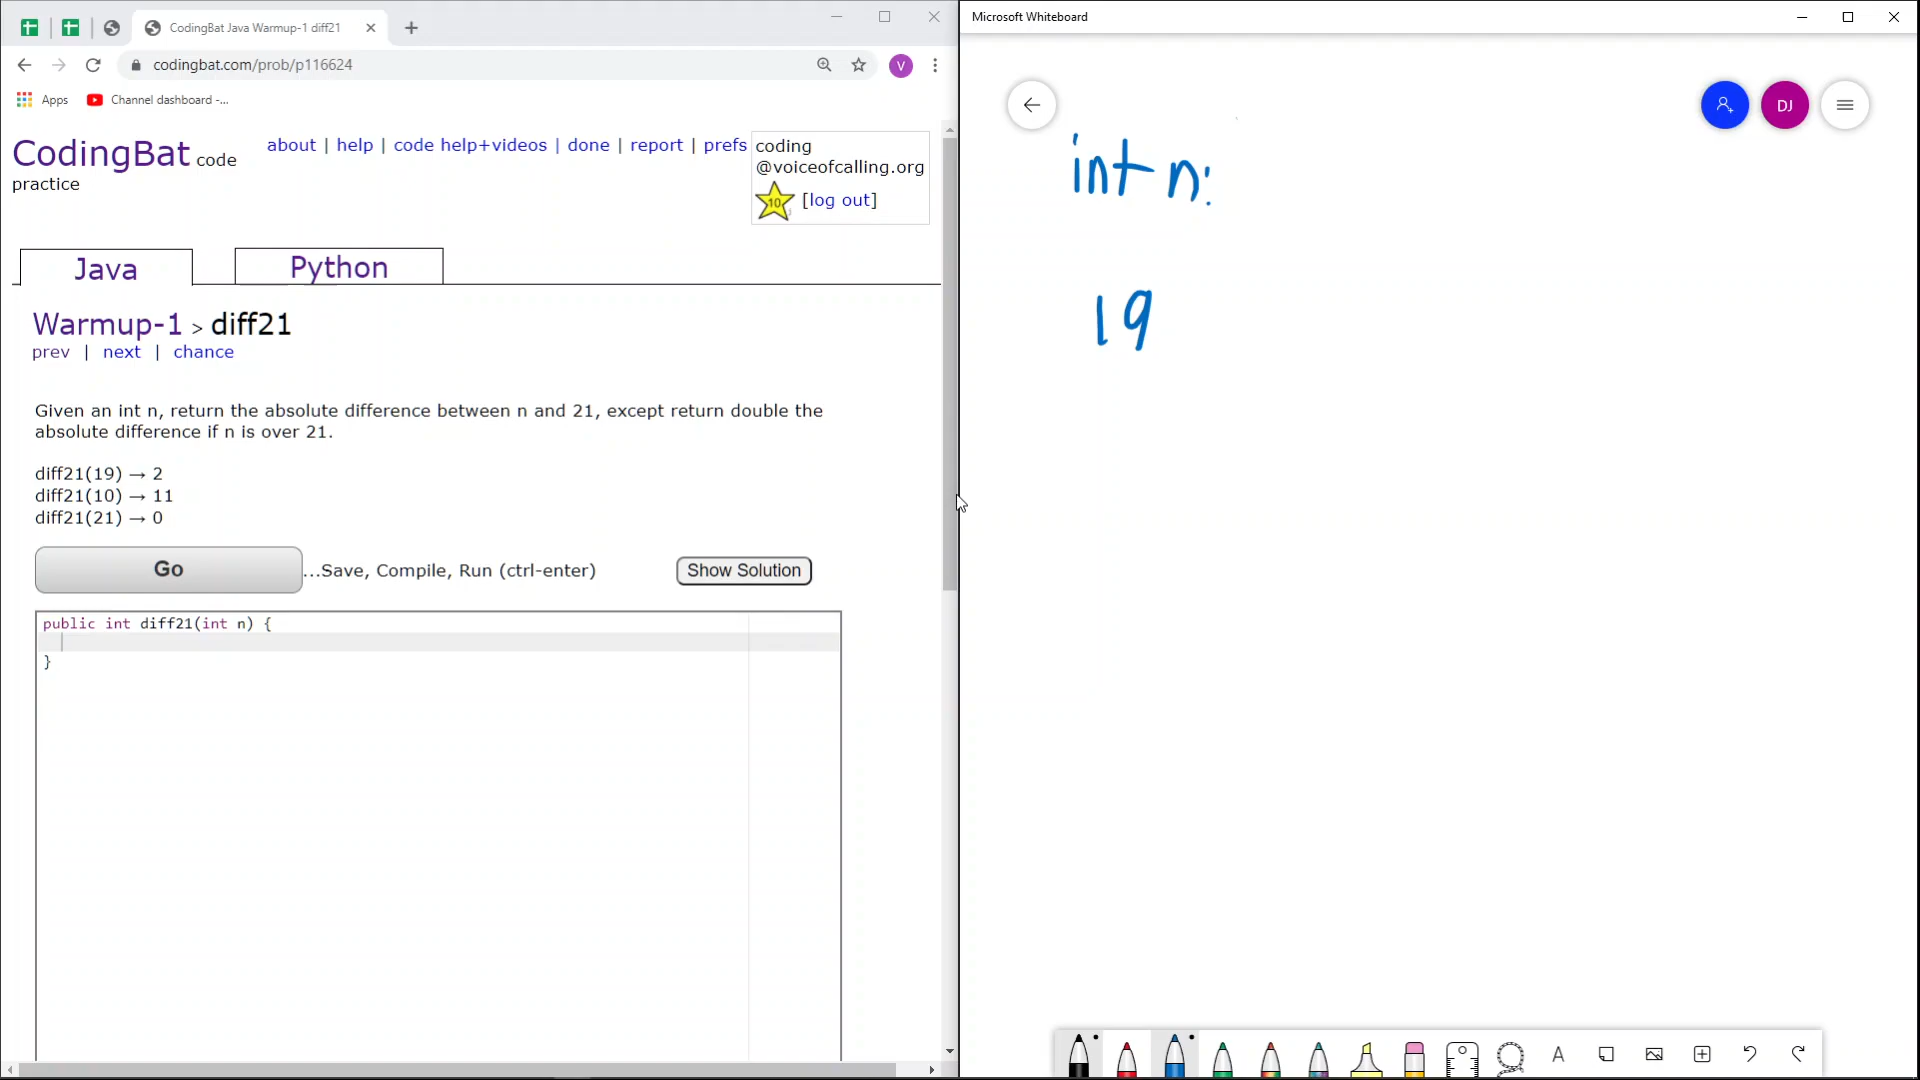 CodingBat Java Warmup-1 diff21
codingbat.com/prob/p116624
V
Apps
Channel dashboard -...
CodingBat code practice
about | help | code help+videos | done | report | prefs
coding
@voiceofcalling.org
10
[log out]
Java
Python
Warmup-1 > diff21
prev | next | chance
Given an int n, return the absolute difference between n and 21, except return double the
absolute difference if n is over 21.
diff21(19) → 2
diff21(10) → 11
diff21(21) → 0
Go
...Save, Compile, Run (ctrl-enter)
Show Solution
public int diff21(int n) {
}
Microsoft Whiteboard
DJ
int n:
19
A